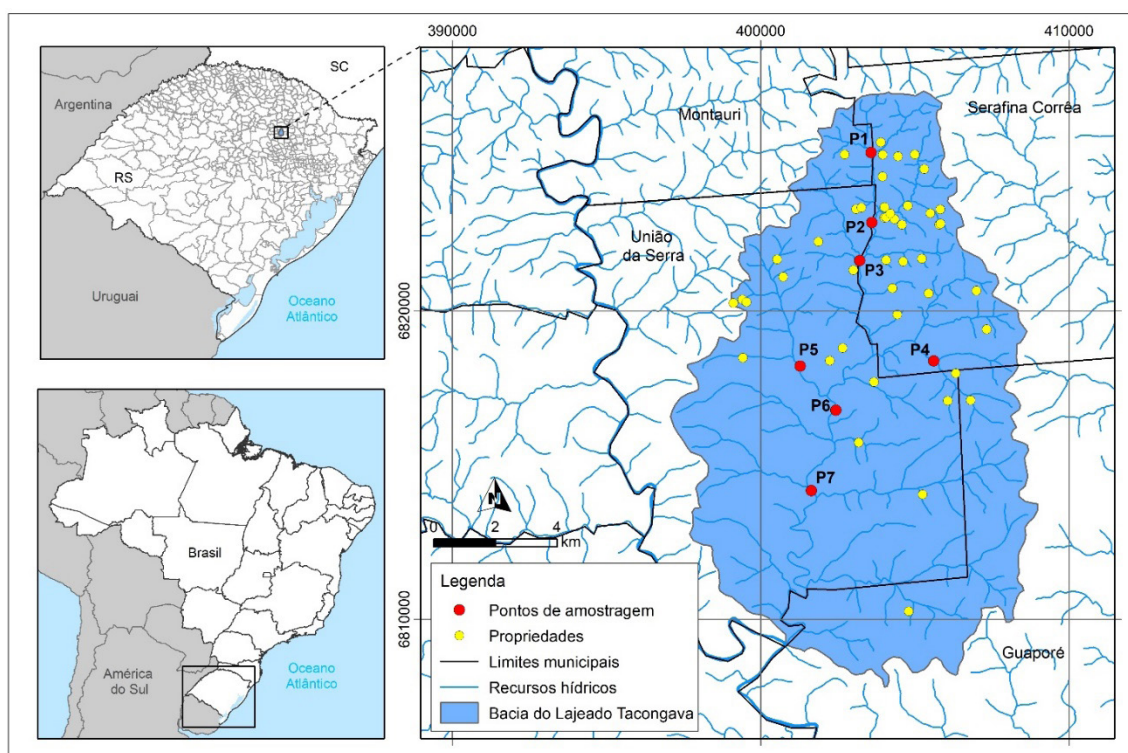 SC
Argentina
RS
Uruguai
Oceano
Atlântico
Brasil
América
do Sul
Oceano
Atlântico
390000
400000
410000
6820000
6810000
Montauri
Serafina Corrêa
União
da Serra
Guaporé
P1
P2
P3
P4
P5
P6
P7
N
0 2 4
km
Legenda
Pontos de amostragem
Propriedades
Limites municipais
Recursos hídricos
Bacia do Lajeado Tacongava